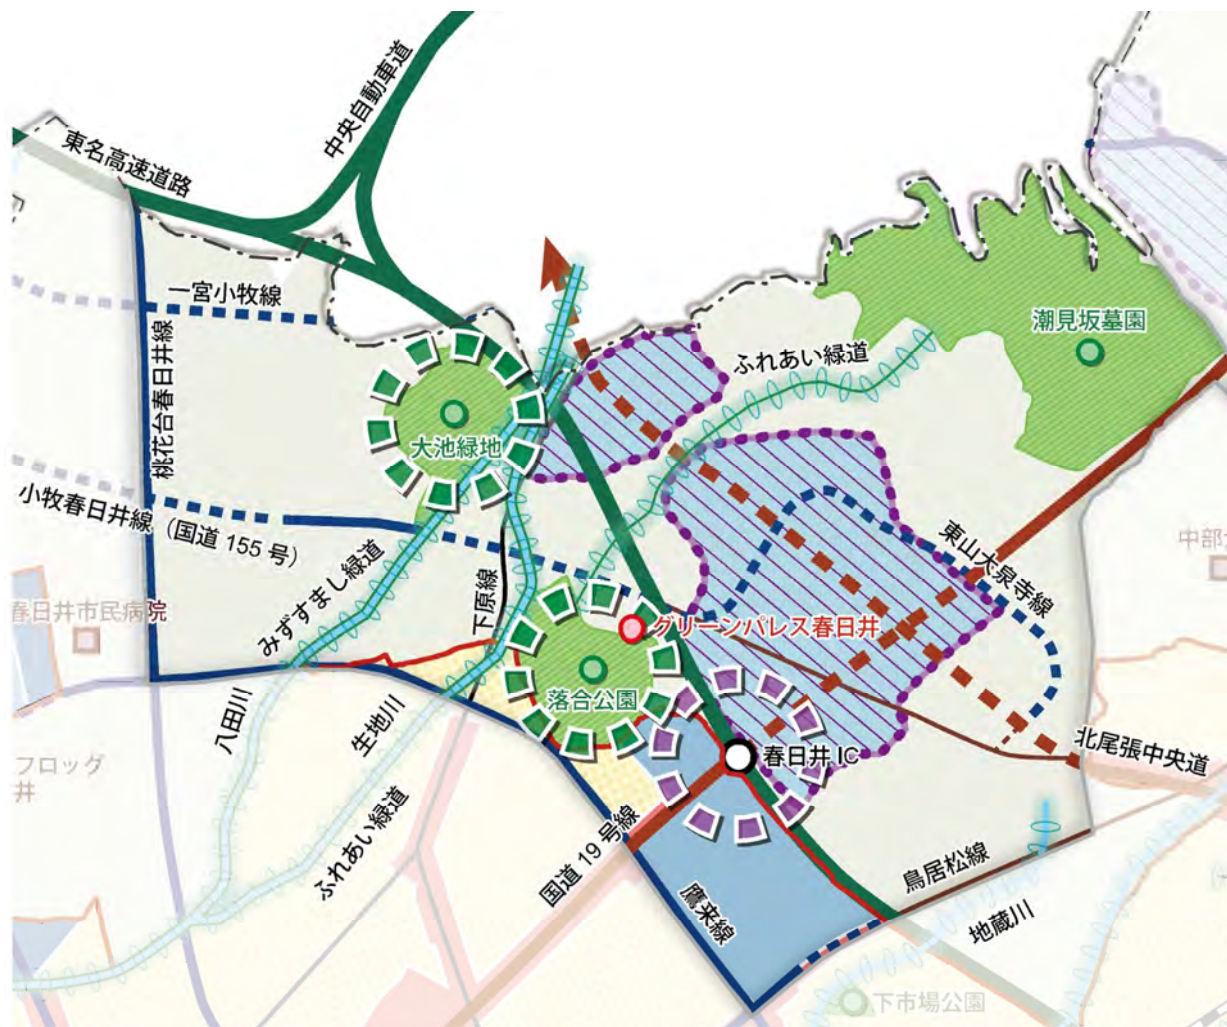 中央自動車道
東名高速道路
一宮小牧線
桃花台春日井線
潮見坂墓園
ふれあい緑道
大池緑地
小牧春日井線（国道 155 号）
東山大泉寺線
みずすまし緑道
下原線
春日井市民病院
グリーンパレス春日井
落合公園
八田川
生地川
春日井 IC
北尾張中央道
フロッグ
井
ふれあい緑道
国道 19 号線
鷹来線
鳥居松線
地蔵川
下市場公園
中部